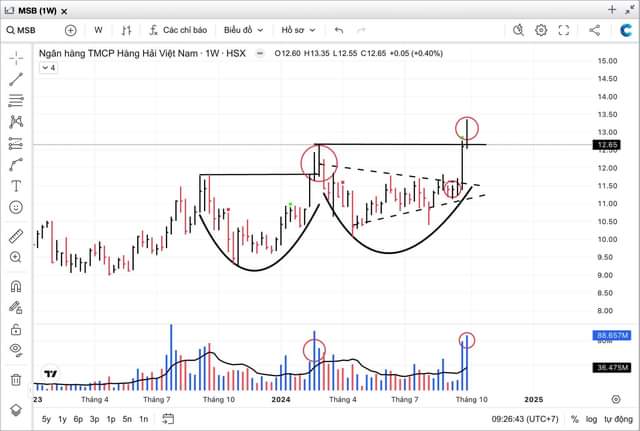 MSB (1W)
MSB
W
Các chỉ báo
Biểu đồ
Hồ sơ
Ngân hàng TMCP Hàng Hải Việt Nam · 1W · HSX
O12.60 H13.35 L12.55 C12.65 +0.05 (+0.40%)
4
15.00
14.00
13.50
13.00
12.65
12.00
11.50
11.00
10.50
10.00
9.50
9.00
8.50
8.00
88.657M
36.475M
23
Tháng 4
Tháng 7
Tháng 10
2024
Tháng 4
Tháng 7
Tháng 10
2025
5y 1y 6p 3p 1p 5n 1n
09:26:43 (UTC+7)
% log tự động